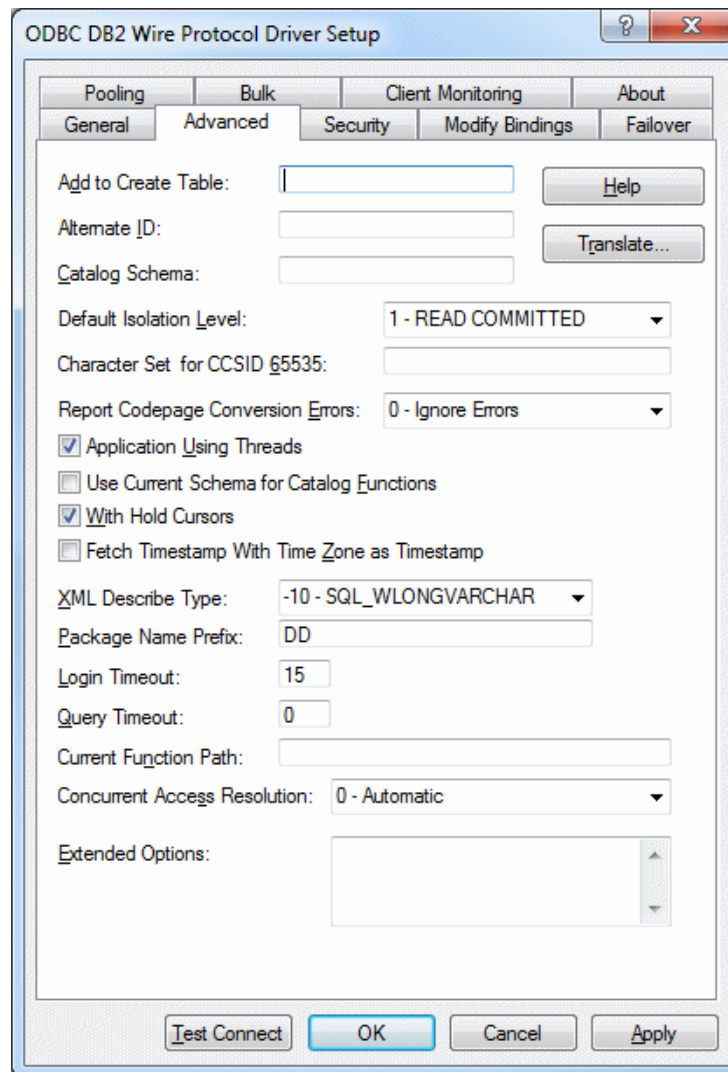 ODBC DB2 Wire Protocol Driver Setup
? X
Pooling Bulk Client Monitoring About
General Advanced Security Modify Bindings Failover
Add to Create Table: Help
Alternate ID:
Translate...
Catalog Schema:
Default Isolation Level: 1 - READ COMMITTED
Character Set for CCSID 65535:
Report Codepage Conversion Errors: 0 - Ignore Errors
Application Using Threads
Use Current Schema for Catalog Functions
With Hold Cursors
Fetch Timestamp With Time Zone as Timestamp
XML Describe Type: -10 - SQL_WLONGVARCHAR
Package Name Prefix: DD
Login Timeout: 15
Query Timeout: 0
Current Function Path:
Concurrent Access Resolution: 0 - Automatic
Extended Options:
Test Connect OK Cancel Apply